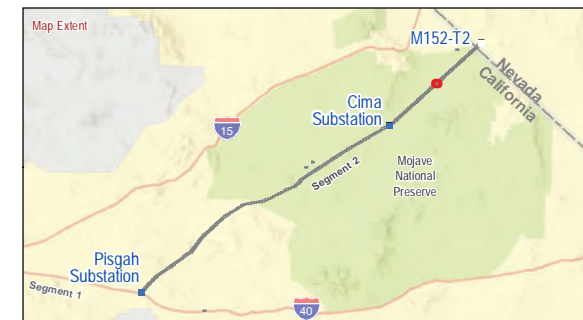 Map Extent
M152-T2
Nevada
California
Cima
Substation
15
Segment 2
Mojave
National
Preserve
Pisgah
Substation
Segment 1
40